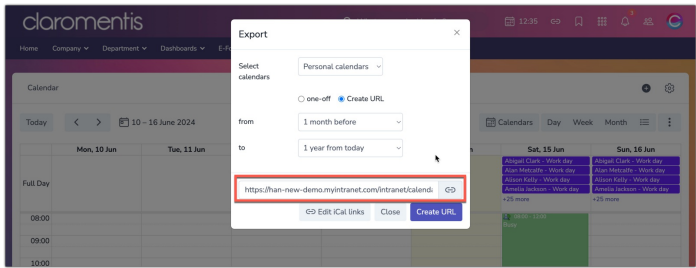 claromentis
12:35
Home Company Department Dashboards
Export
Select calendars
Personal calendars
one-off Create URL
from
1 month before
to
1 year from today
https://han-new-demo.myintranet.com/intranet/calenda
Edit iCal links Close Create URL
Calendar
Today 10 – 16 June 2024 Calendars Day Week Month
Mon, 10 Jun Tue, 11 Jun Sat, 15 Jun Sun, 16 Jun
Full Day
Abigail Clark - Work day Abigail Clark - Work day
Alan Metcalfe - Work day Alan Metcalfe - Work day
Alison Kelly - Work day Alison Kelly - Work day
Amelia Jackson - Work day Amelia Jackson - Work day
+25 more +25 more
08:00
09:00
10:00